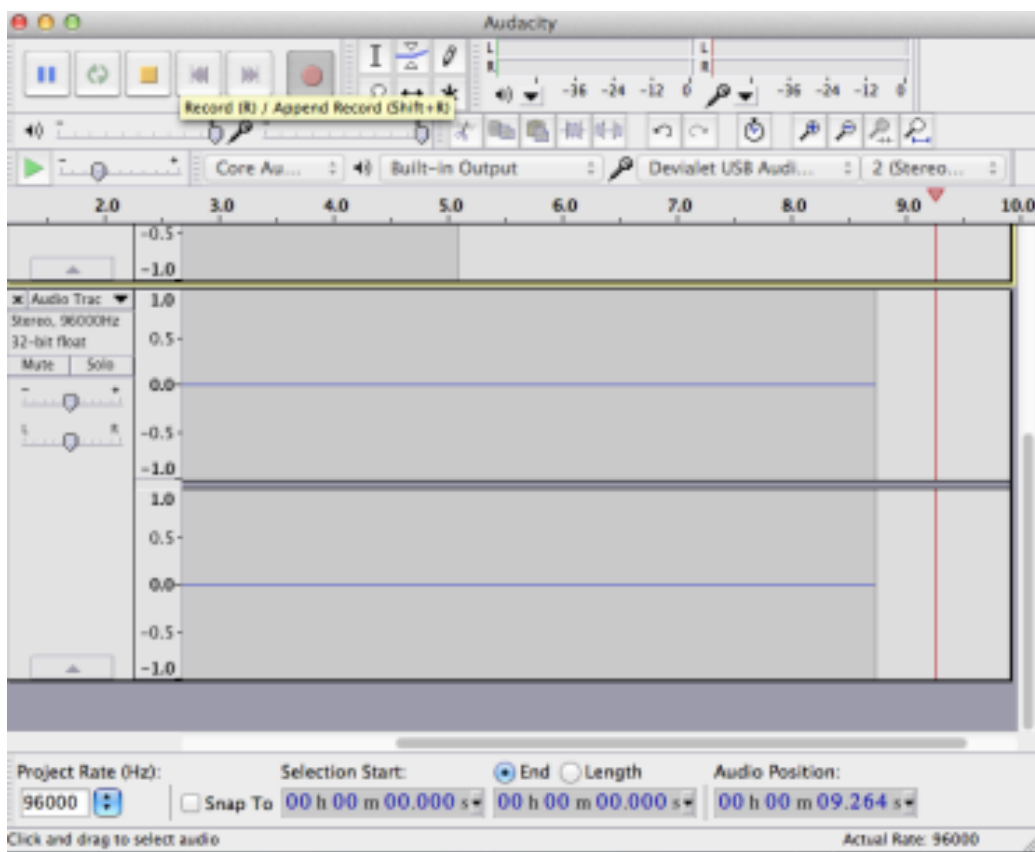 Audacity
L
R
-36 -24 -12 0
L
R
-36 -24 -12 0
Record (R) / Append Record (Shift+R)
Core Au...
Built-in Output
Devialet USB Audi...
2 (Stereo...
2.0 3.0 4.0 5.0 6.0 7.0 8.0 9.0 10.0
-0.5
-1.0
Audio Trac
Stereo, 96000Hz
32-bit float
Mute Solo
- +
L R
1.0
0.5
0.0
-0.5
-1.0
1.0
0.5
0.0
-0.5
-1.0
Project Rate (Hz): Selection Start: End Length Audio Position:
96000 Snap To 00 h 00 m 00.000 s 00 h 00 m 00.000 s 00 h 00 m 09.264 s
Click and drag to select audio Actual Rate: 96000